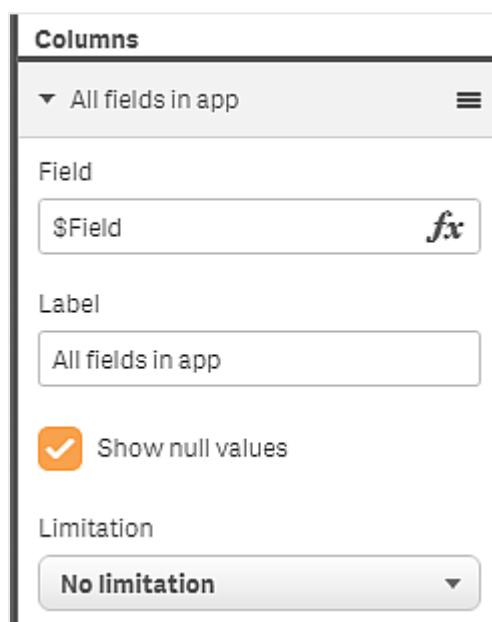 Columns
All fields in app
Field
$Field fx
Label
All fields in app
Show null values
Limitation
No limitation